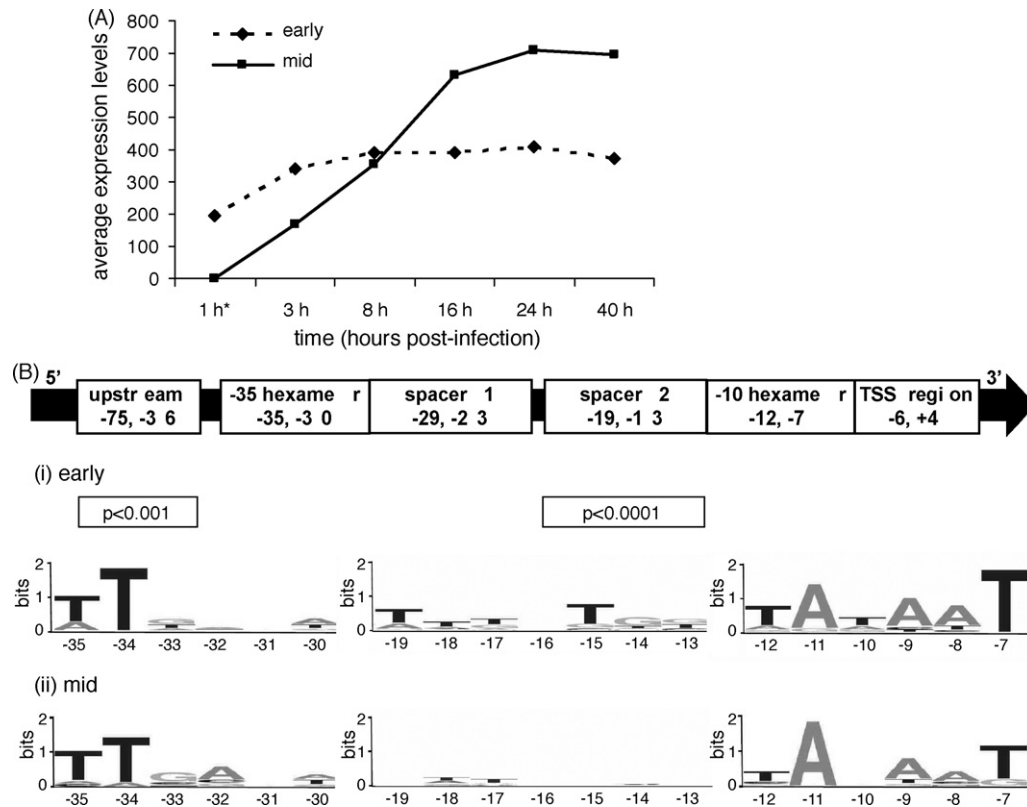 (A)
early
mid
average expression levels
800
700
600
500
400
300
200
100
0
1 h* 3 h 8 h 16 h 24 h 40 h
time (hours post-infection)
(B) 5' 3'
upstr eam -35 hexame r spacer 1 spacer 2 -10 hexame r TSS regi on
-75, -3 6 -35, -3 0 -29, -2 3 -19, -1 3 -12, -7 -6, +4
(i) early
p<0.001 p<0.0001
bits 2 1 0 T A T G T A
-35 -34 -33 -32 -31 -30
bits 2 1 0 T A T T G T G G
-19 -18 -17 -16 -15 -14 -13
bits 2 1 0 T A T A A T
-12 -11 -10 -9 -8 -7
(ii) mid
bits 2 1 0 T T G A A
-35 -34 -33 -32 -31 -30
bits 2 1 0
-19 -18 -17 -16 -15 -14 -13
bits 2 1 0 T A A A T G
-12 -11 -10 -9 -8 -7